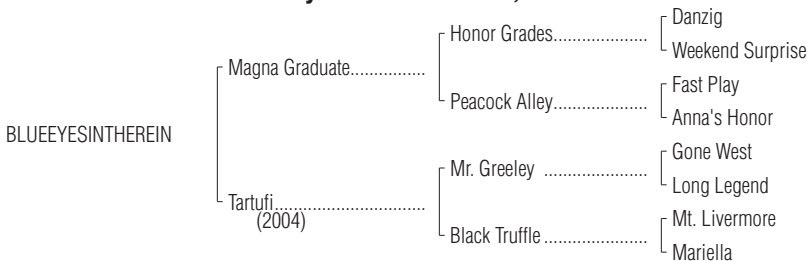 Danzig
Honor Grades....................
Weekend Surprise
Magna Graduate................
Fast Play
Peacock Alley....................
Anna's Honor
BLUEEYESINTHEREIN
Gone West
Mr. Greeley ......................
Long Legend
Tartufi................................
(2004)
Mt. Livermore
Black Truffle ......................
Mariella